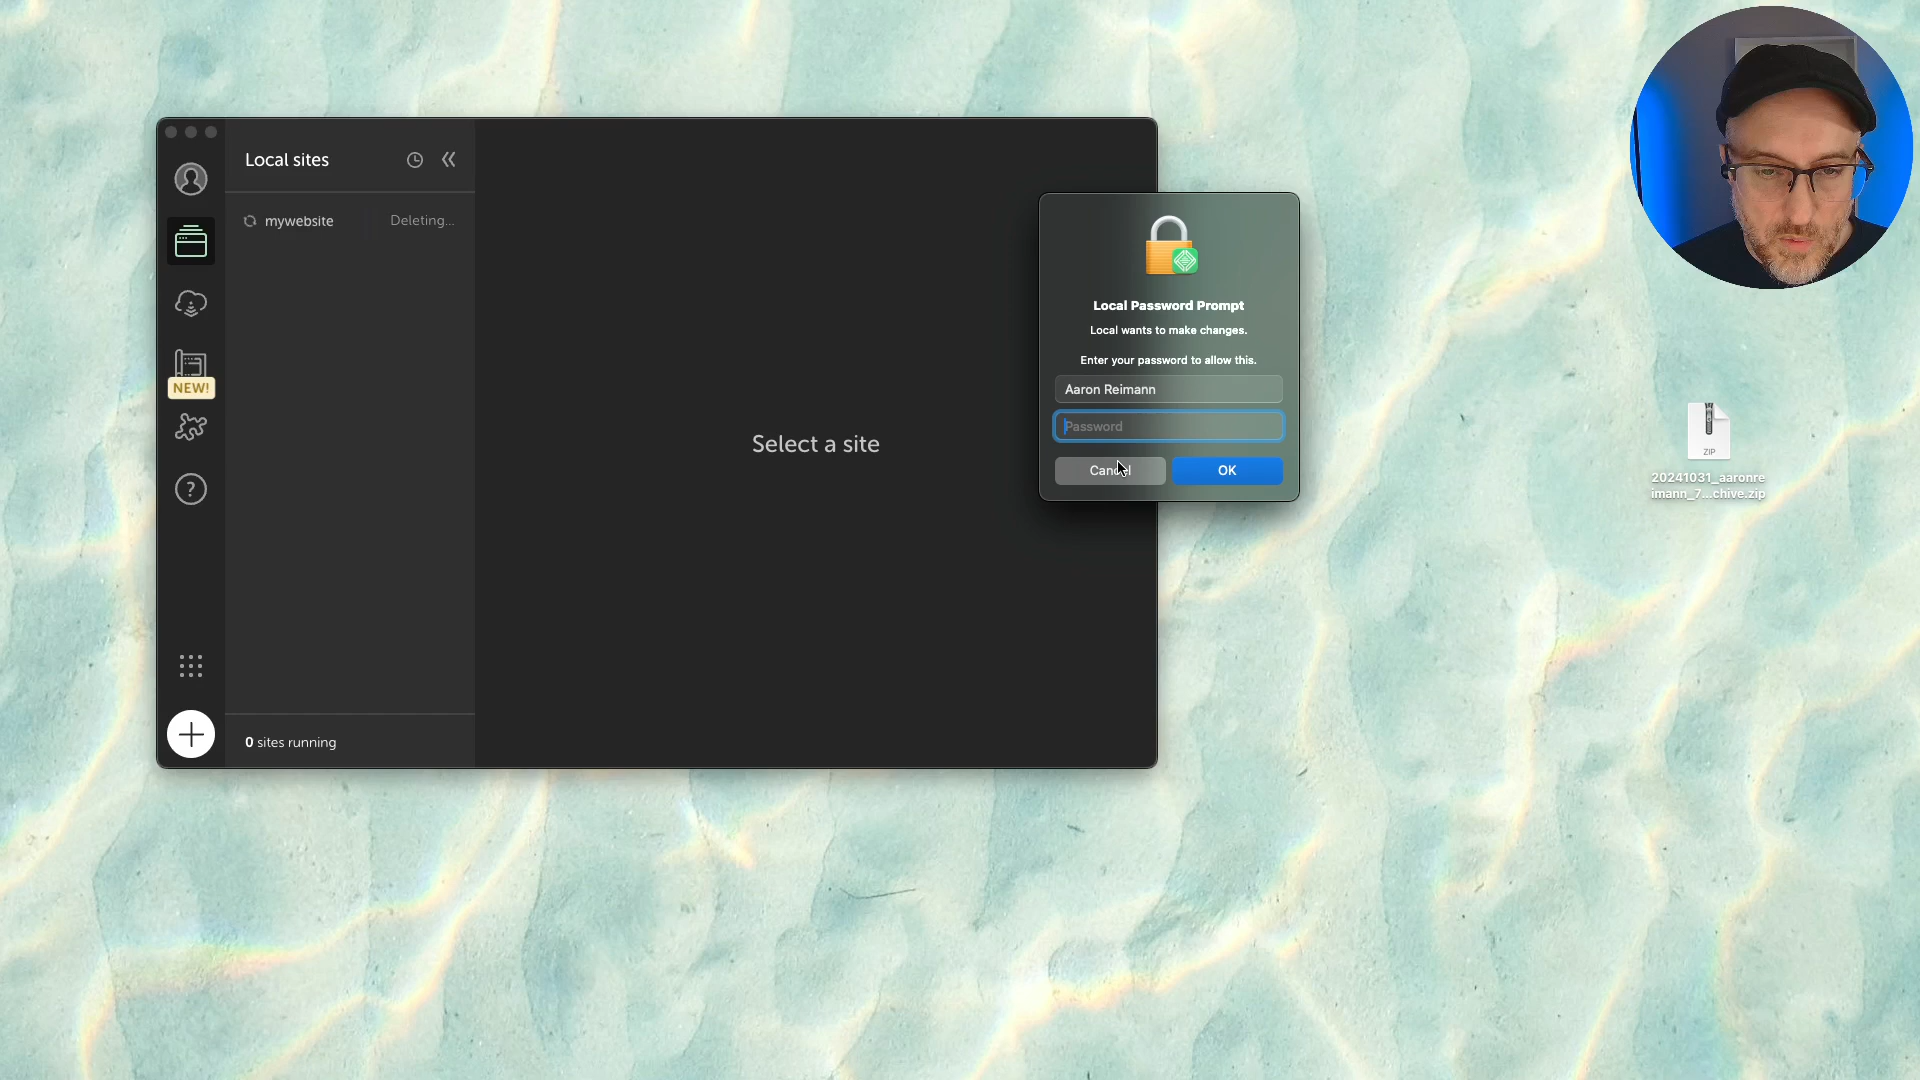 Local sites
mywebsite
Deleting...
NEW!
?
0 sites running
Select a site
Local Password Prompt
Local wants to make changes.
Enter your password to allow this.
Aaron Reimann
Password
Cancel
OK
ZIP
20241031_aaronre
imann_7...chive.zip